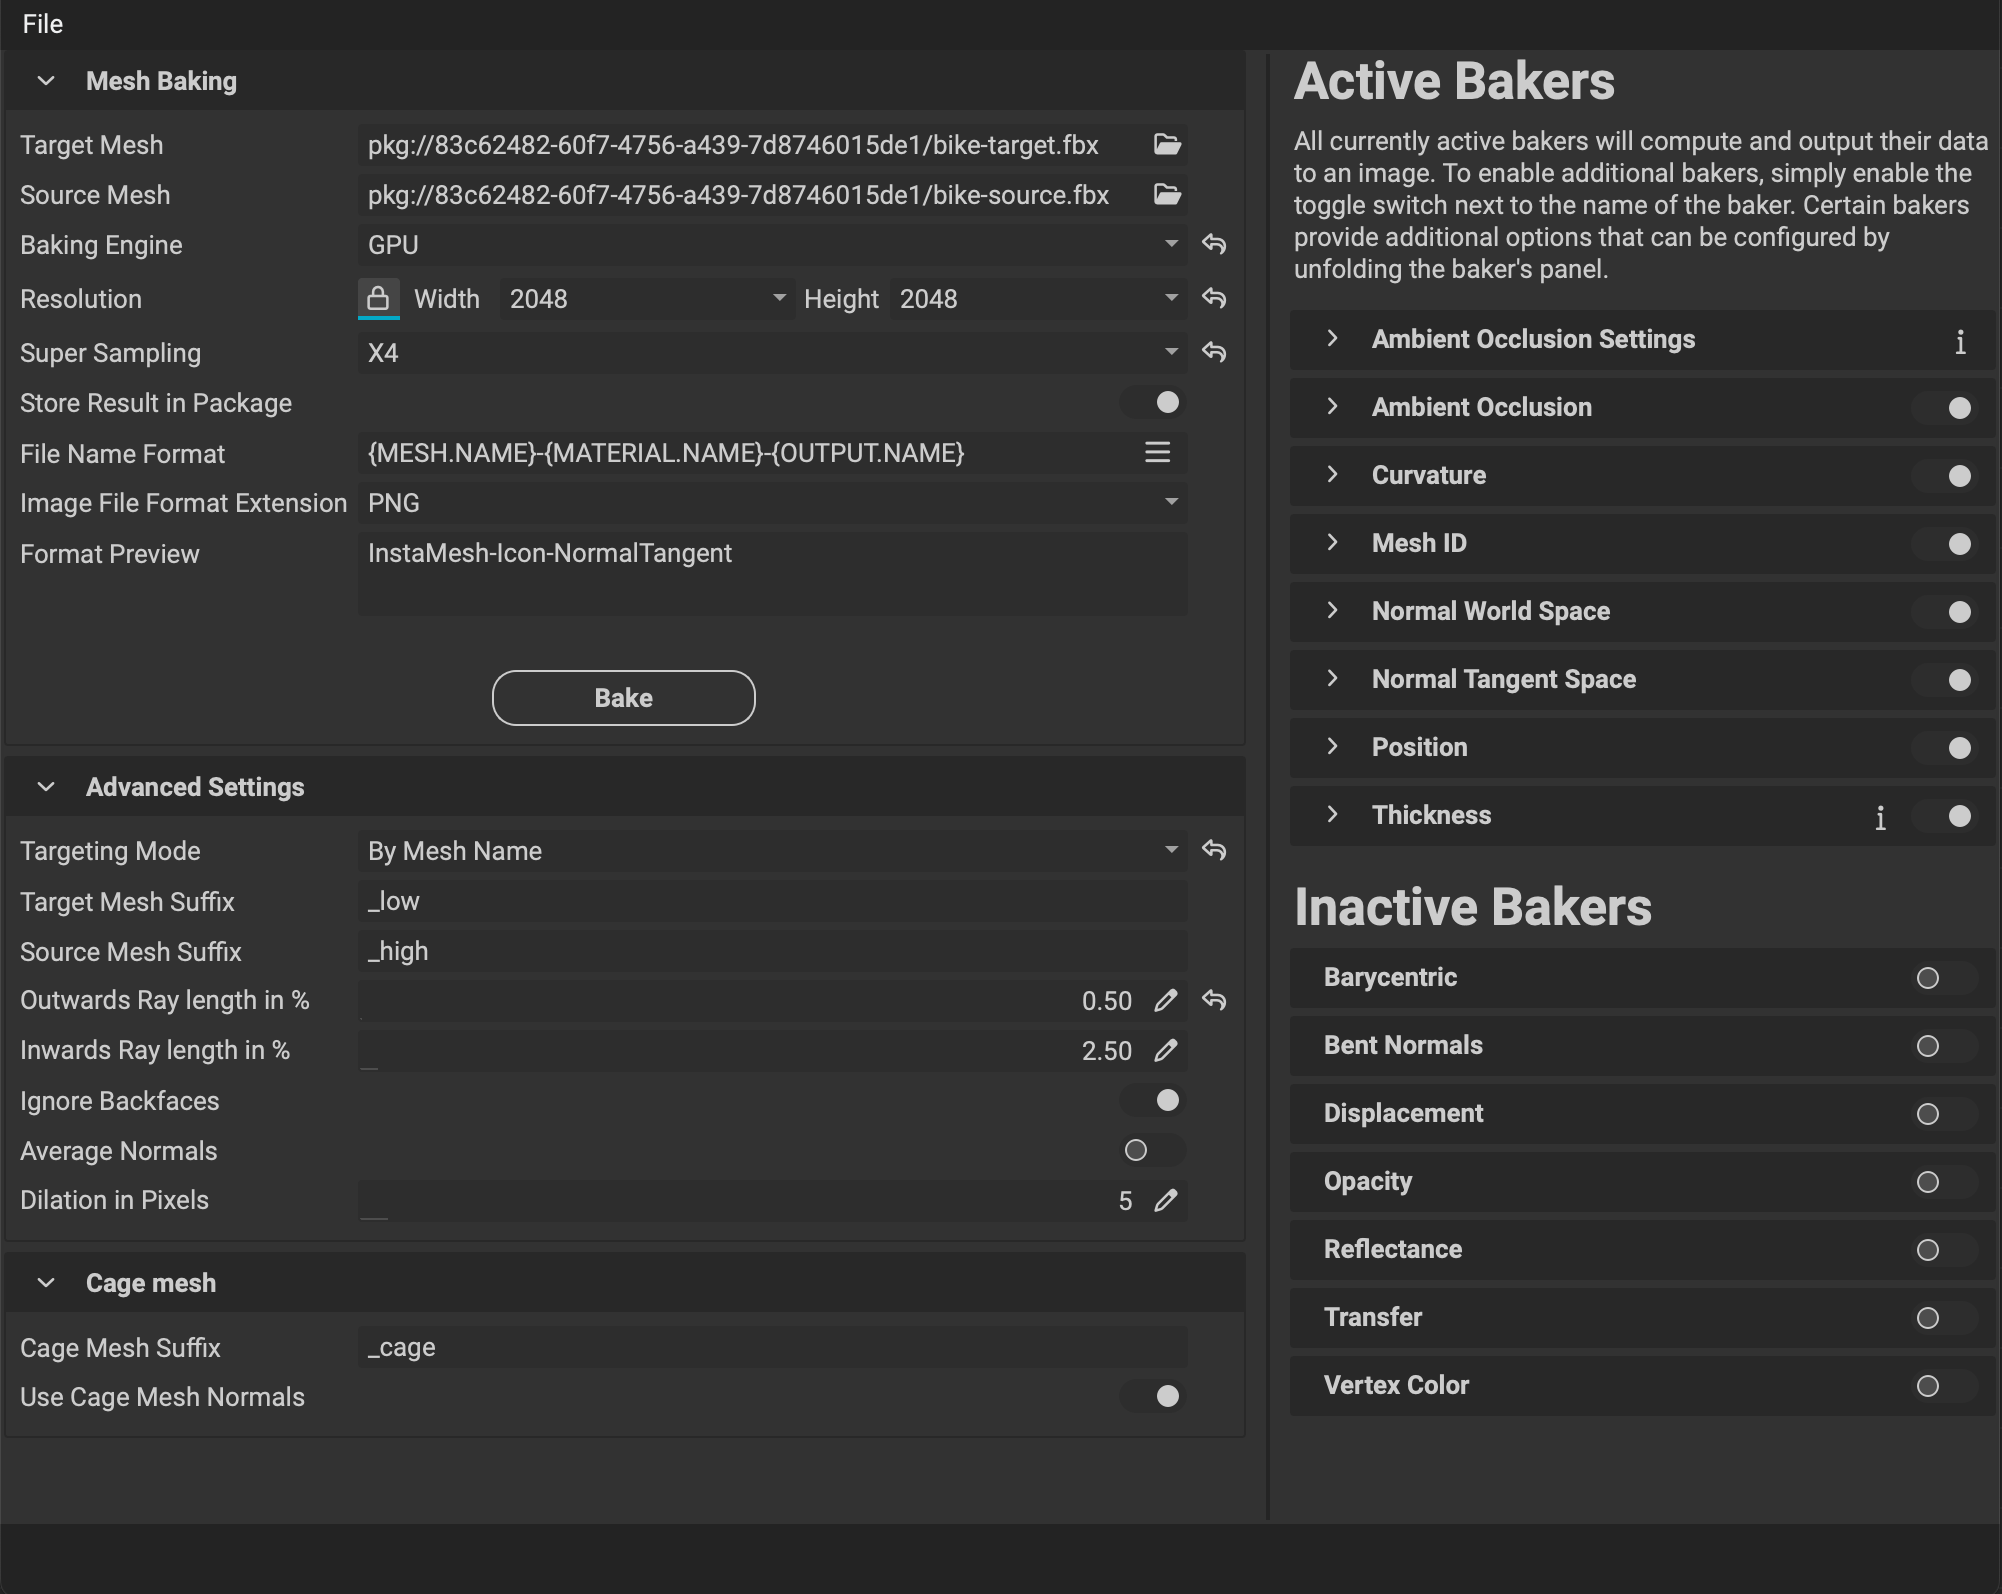 File
Mesh Baking
Target Mesh pkg://83c62482-60f7-4756-a439-7d8746015de1/bike-target.fbx
Source Mesh pkg://83c62482-60f7-4756-a439-7d8746015de1/bike-source.fbx
Baking Engine GPU
Resolution Width 2048 Height 2048
Super Sampling X4
Store Result in Package
File Name Format {MESH.NAME}-{MATERIAL.NAME}-{OUTPUT.NAME}
Image File Format Extension PNG
Format Preview InstaMesh-Icon-NormalTangent
Bake
Advanced Settings
Targeting Mode By Mesh Name
Target Mesh Suffix _low
Source Mesh Suffix _high
Outwards Ray length in % 0.50
Inwards Ray length in % 2.50
Ignore Backfaces
Average Normals
Dilation in Pixels 5
Cage mesh
Cage Mesh Suffix _cage
Use Cage Mesh Normals
Active Bakers
All currently active bakers will compute and output their data
to an image. To enable additional bakers, simply enable the
toggle switch next to the name of the baker. Certain bakers
provide additional options that can be configured by
unfolding the baker's panel.
Ambient Occlusion Settings
Ambient Occlusion
Curvature
Mesh ID
Normal World Space
Normal Tangent Space
Position
Thickness
Inactive Bakers
Barycentric
Bent Normals
Displacement
Opacity
Reflectance
Transfer
Vertex Color